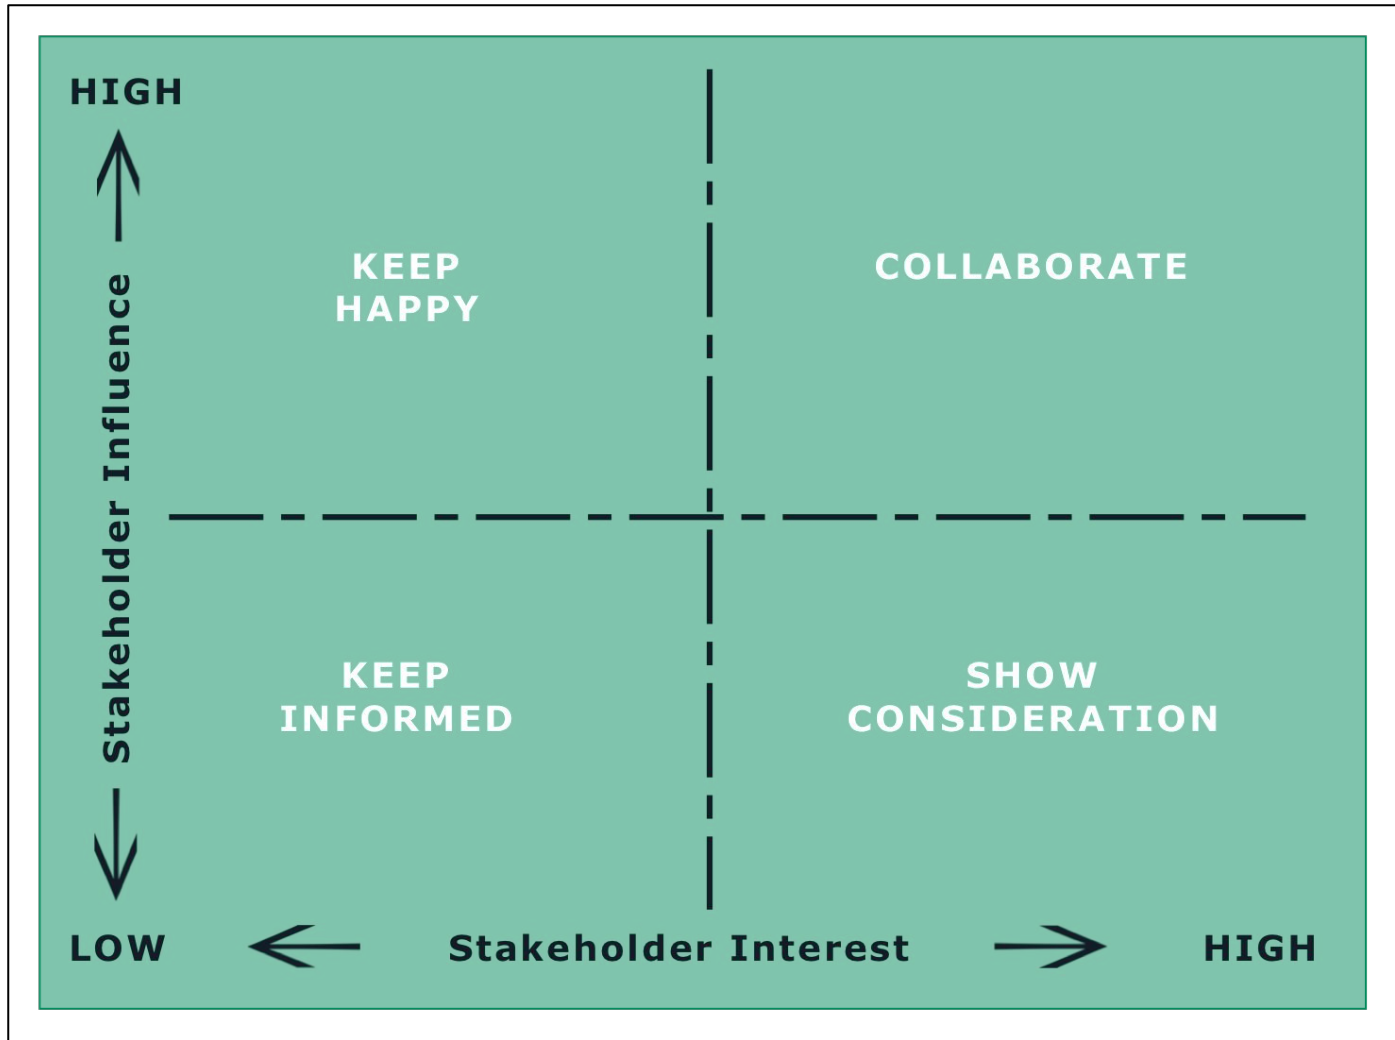 HIGH
KEEP
HAPPY
COLLABORATE
Stakeholder Influence
KEEP
INFORMED
SHOW
CONSIDERATION
LOW
Stakeholder Interest
HIGH